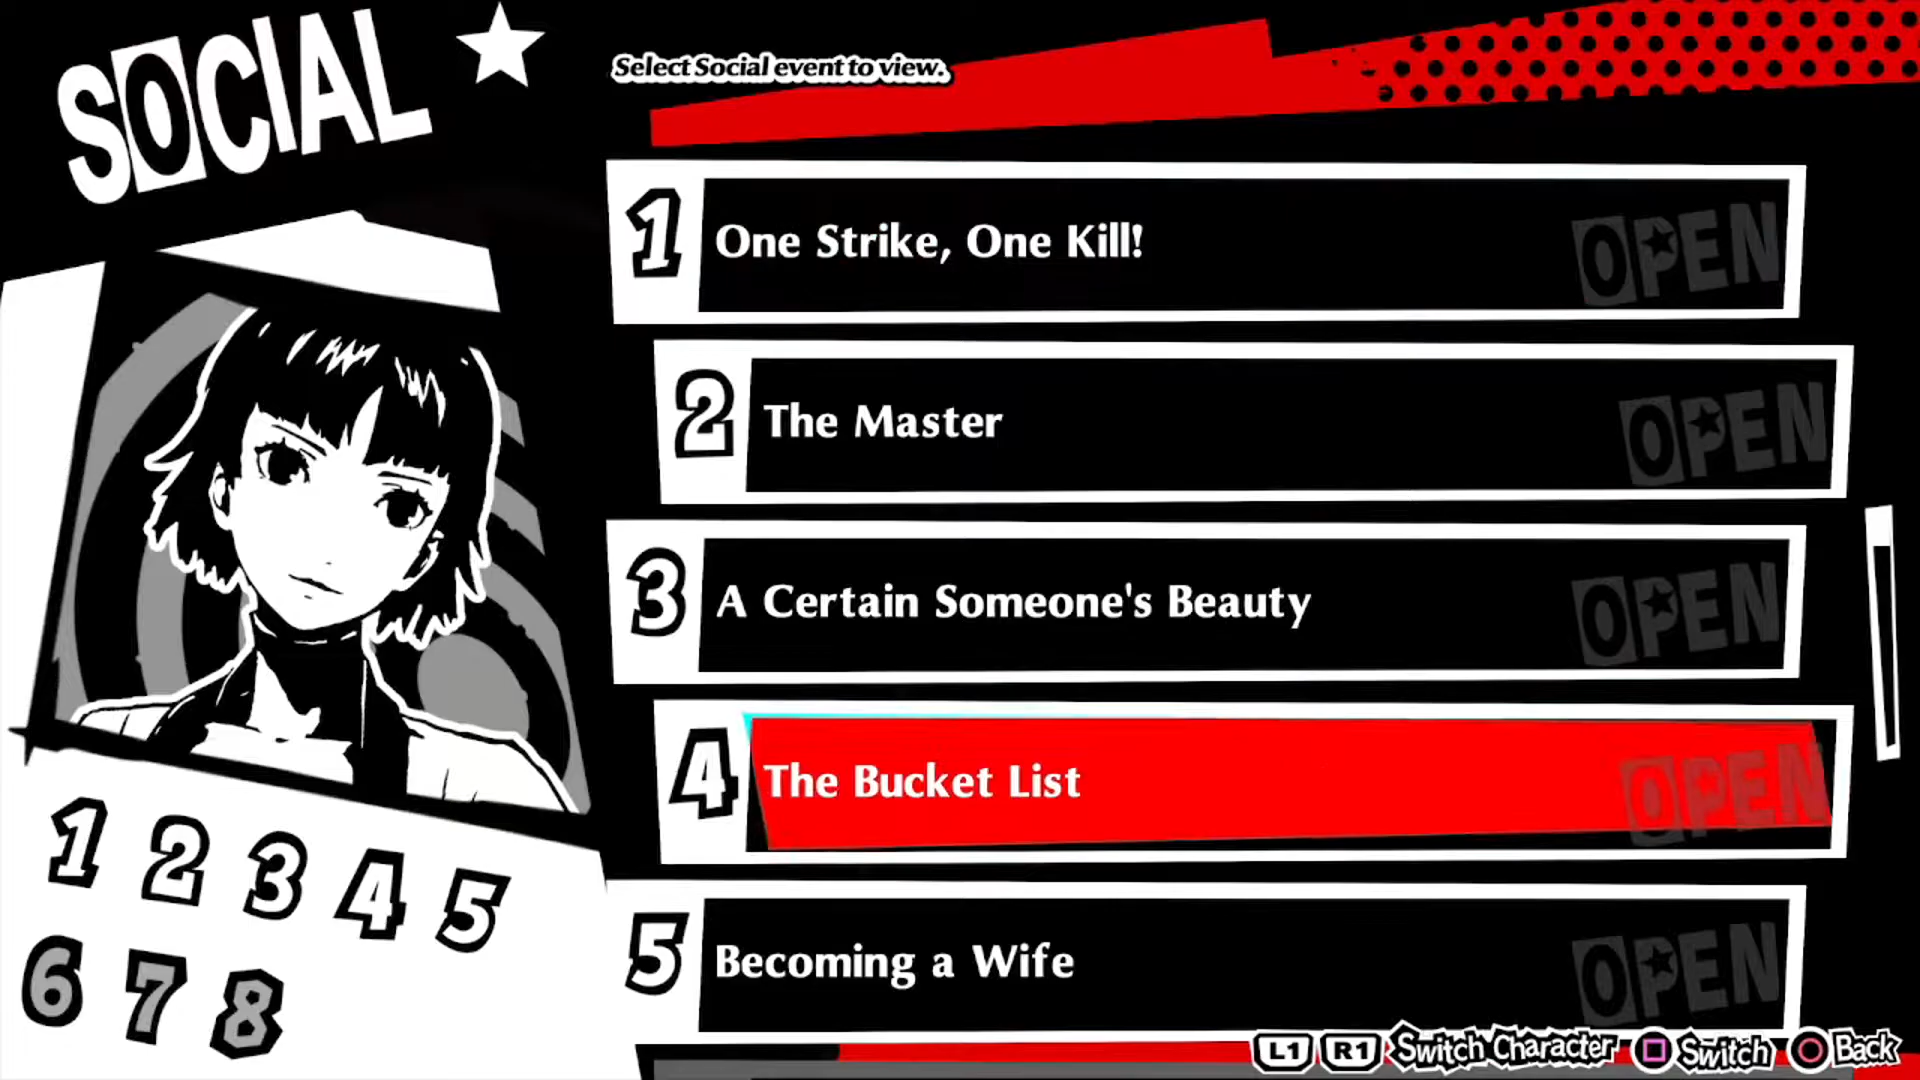 SOCIAL
Select Social event to view.
1 One Strike, One Kill! OPEN
2 The Master OPEN
3 A Certain Someone's Beauty OPEN
4 The Bucket List OPEN
5 Becoming a Wife OPEN
1 2 3 4 5
6 7 8
L1 R1 Switch Character Switch Back